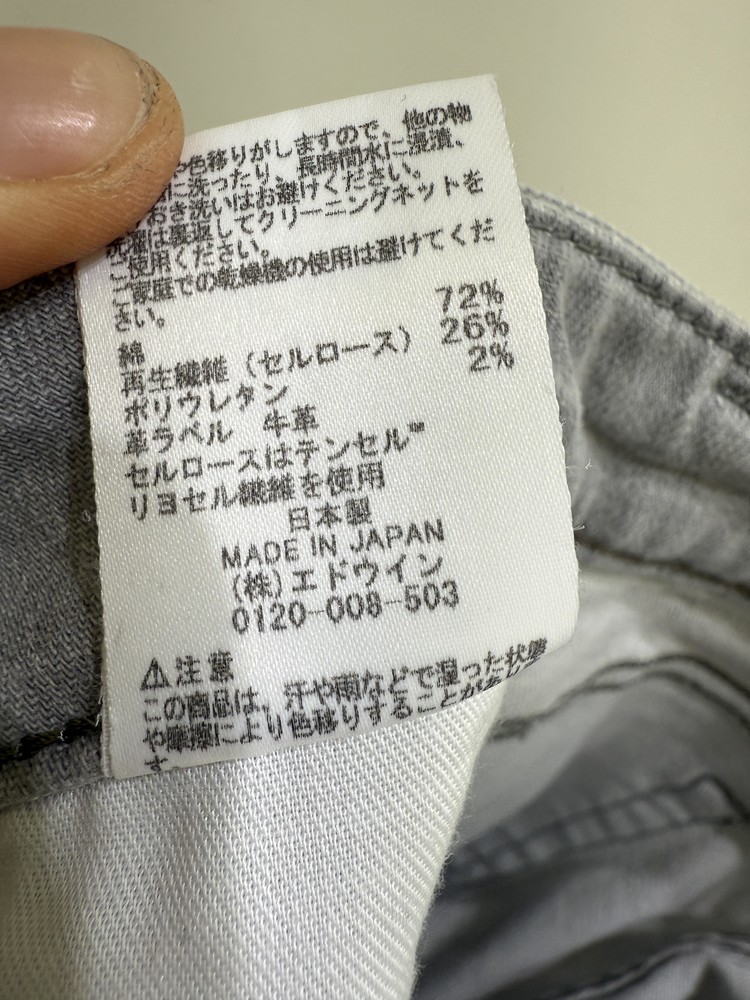 色移りがしますので、他の物
に洗ったり、長時間水に浸漬、
おき洗いはお避けください。
は裏返してクリーニングネットを
ご使用ください。
ご家庭での乾燥機の使用は避けてくだ
さい。
綿 72%
再生繊維（セルロース） 26%
ポリウレタン 2%
革ラベル 牛革
セルロースはテンセル™
リヨセル繊維を使用
日本製
MADE IN JAPAN
(株)エドウイン
0120-008-503
⚠注意
この商品は、汗や雨などで湿った状態
や摩擦により色移りすることがあり
す。